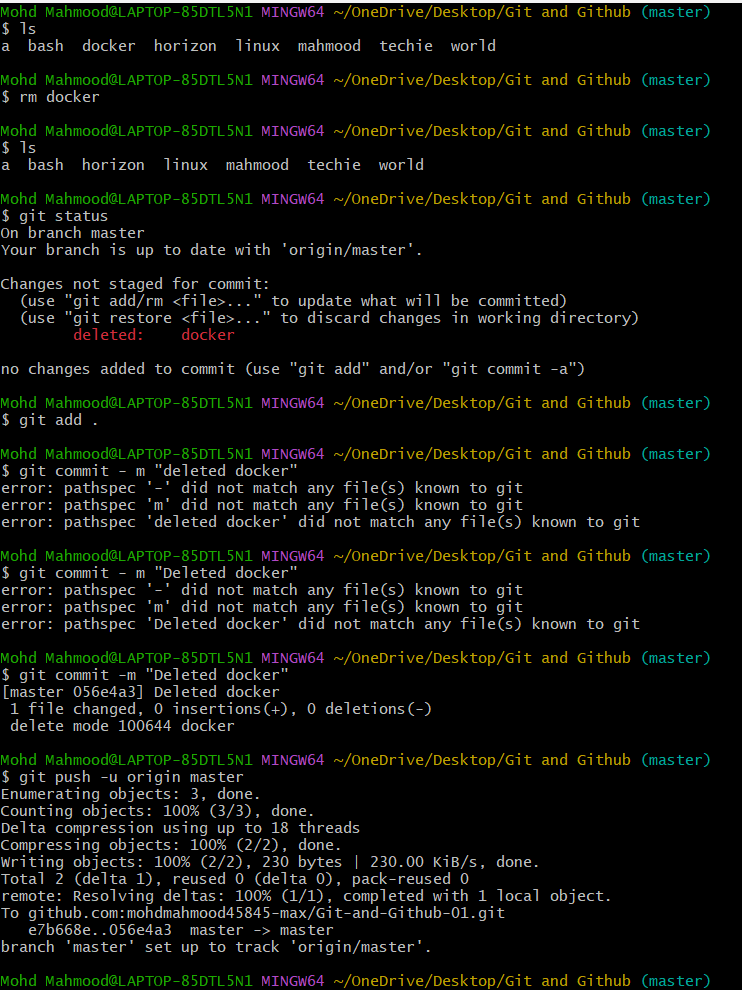 Mohd Mahmood@LAPTOP-85DTL5N1 MINGW64 ~/OneDrive/Desktop/Git and Github (master)
$ ls
a  bash  docker  horizon  linux  mahmood  techie  world

Mohd Mahmood@LAPTOP-85DTL5N1 MINGW64 ~/OneDrive/Desktop/Git and Github (master)
$ rm docker

Mohd Mahmood@LAPTOP-85DTL5N1 MINGW64 ~/OneDrive/Desktop/Git and Github (master)
$ ls
a  bash  horizon  linux  mahmood  techie  world

Mohd Mahmood@LAPTOP-85DTL5N1 MINGW64 ~/OneDrive/Desktop/Git and Github (master)
$ git status
On branch master
Your branch is up to date with 'origin/master'.

Changes not staged for commit:
  (use "git add/rm <file>..." to update what will be committed)
  (use "git restore <file>..." to discard changes in working directory)
        deleted:    docker

no changes added to commit (use "git add" and/or "git commit -a")

Mohd Mahmood@LAPTOP-85DTL5N1 MINGW64 ~/OneDrive/Desktop/Git and Github (master)
$ git add .

Mohd Mahmood@LAPTOP-85DTL5N1 MINGW64 ~/OneDrive/Desktop/Git and Github (master)
$ git commit - m "deleted docker"
error: pathspec '-' did not match any file(s) known to git
error: pathspec 'm' did not match any file(s) known to git
error: pathspec 'deleted docker' did not match any file(s) known to git

Mohd Mahmood@LAPTOP-85DTL5N1 MINGW64 ~/OneDrive/Desktop/Git and Github (master)
$ git commit - m "Deleted docker"
error: pathspec '-' did not match any file(s) known to git
error: pathspec 'm' did not match any file(s) known to git
error: pathspec 'Deleted docker' did not match any file(s) known to git

Mohd Mahmood@LAPTOP-85DTL5N1 MINGW64 ~/OneDrive/Desktop/Git and Github (master)
$ git commit -m "Deleted docker"
[master 056e4a3] Deleted docker
 1 file changed, 0 insertions(+), 0 deletions(-)
 delete mode 100644 docker

Mohd Mahmood@LAPTOP-85DTL5N1 MINGW64 ~/OneDrive/Desktop/Git and Github (master)
$ git push -u origin master
Enumerating objects: 3, done.
Counting objects: 100% (3/3), done.
Delta compression using up to 18 threads
Compressing objects: 100% (2/2), done.
Writing objects: 100% (2/2), 230 bytes | 230.00 KiB/s, done.
Total 2 (delta 1), reused 0 (delta 0), pack-reused 0
remote: Resolving deltas: 100% (1/1), completed with 1 local object.
To github.com:mohdmahmood45845-max/Git-and-Github-01.git
   e7b668e..056e4a3  master -> master
branch 'master' set up to track 'origin/master'.

Mohd Mahmood@LAPTOP-85DTL5N1 MINGW64 ~/OneDrive/Desktop/Git and Github (master)